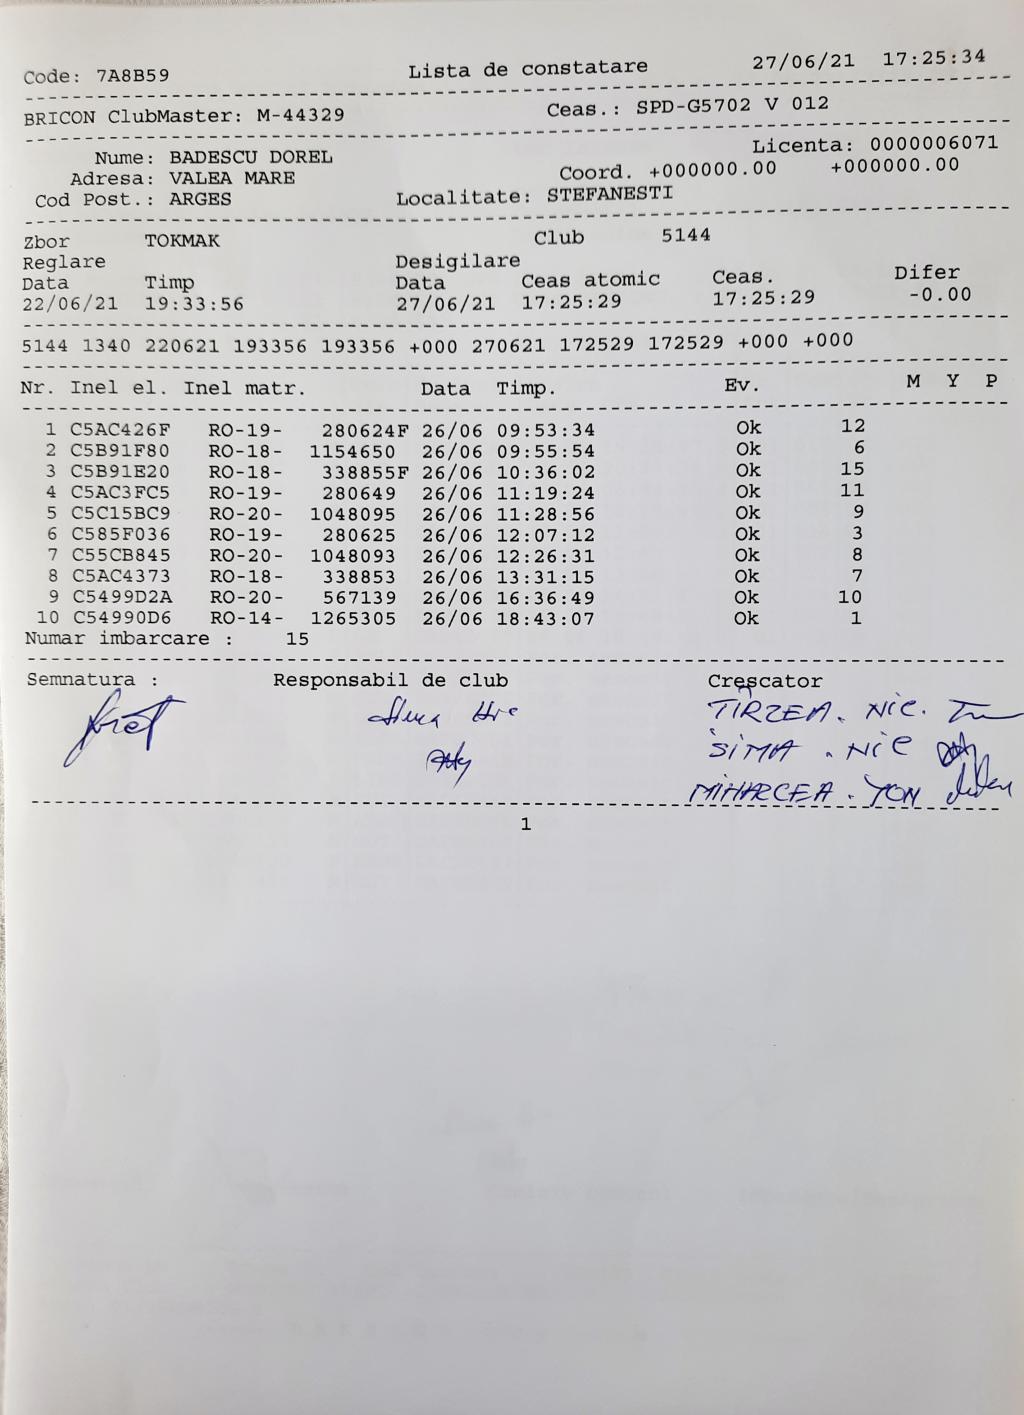 Code: 7A8B59 Lista de constatare 27/06/21 17:25:34
BRICON ClubMaster: M-44329 Ceas.: SPD-G5702 V 012
Licenta: 0000006071
Nume: BADESCU DOREL
Adresa: VALEA MARE Coord. +000000.00 +000000.00
Cod Post.: ARGES Localitate: STEFANESTI
Zbor TOKMAK Club 5144
Reglare Desigilare
Data Timp Data Ceas atomic Ceas. Difer
22/06/21 19:33:56 27/06/21 17:25:29 17:25:29 -0.00
5144 1340 220621 193356 193356 +000 270621 172529 172529 +000 +000
Nr. Inel el. Inel matr. Data Timp. Ev. M Y P
1 C5AC426F RO-19- 280624F 26/06 09:53:34 Ok 12
2 C5B91F80 RO-18- 1154650 26/06 09:55:54 Ok 6
3 C5B91E20 RO-18- 338855F 26/06 10:36:02 Ok 15
4 C5AC3FC5 RO-19- 280649 26/06 11:19:24 Ok 11
5 C5C15BC9 RO-20- 1048095 26/06 11:28:56 Ok 9
6 C585F036 RO-19- 280625 26/06 12:07:12 Ok 3
7 C55CB845 RO-20- 1048093 26/06 12:26:31 Ok 8
8 C5AC4373 RO-18- 338853 26/06 13:31:15 Ok 7
9 C5499D2A RO-20- 567139 26/06 16:36:49 Ok 10
10 C54990D6 RO-14- 1265305 26/06 18:43:07 Ok 1
Numar imbarcare : 15
Semnatura : Responsabil de club Crescator
TÎRZEA. NIC.
SIMA . NIC
MIHARCEA . YON
1